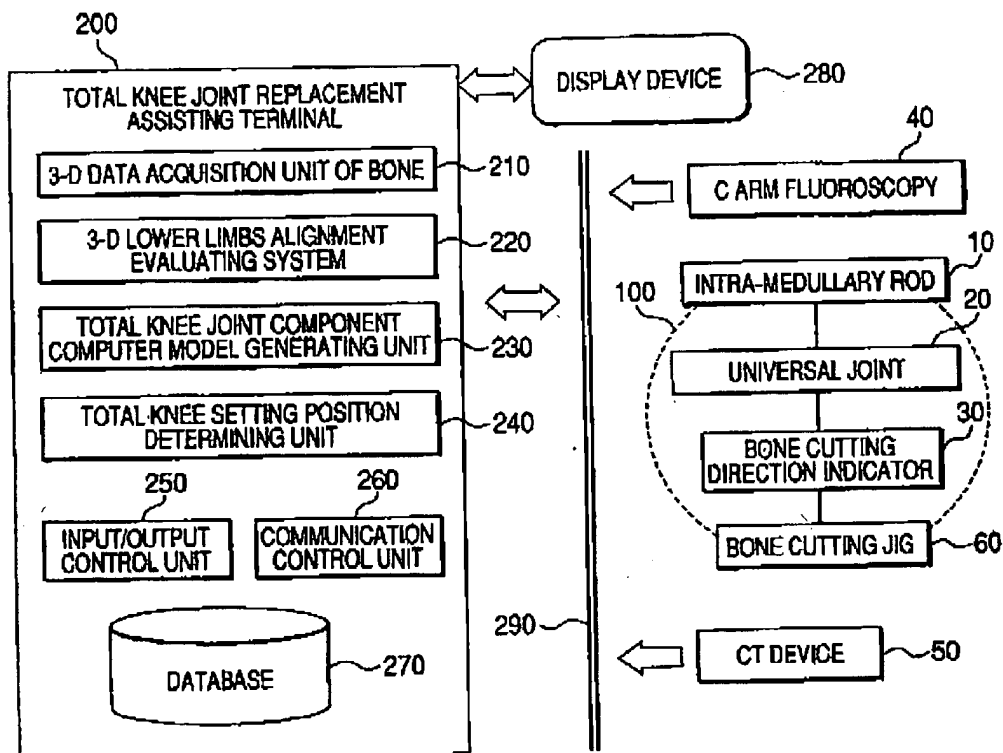 200
TOTAL KNEE JOINT REPLACEMENT
ASSISTING TERMINAL
3-D DATA ACQUISITION UNIT OF BONE
210
3-D LOWER LIMBS ALIGNMENT
EVALUATING SYSTEM
220
TOTAL KNEE JOINT COMPONENT
COMPUTER MODEL GENERATING UNIT
230
TOTAL KNEE SETTING POSITION
DETERMINING UNIT
240
250
INPUT/OUTPUT
CONTROL UNIT
260
COMMUNICATION
CONTROL UNIT
DATABASE
270
DISPLAY DEVICE
280
290
40
C ARM FLUOROSCOPY
10
INTRA-MEDULLARY ROD
100
20
UNIVERSAL JOINT
30
BONE CUTTING
DIRECTION INDICATOR
BONE CUTTING JIG
60
CT DEVICE
50